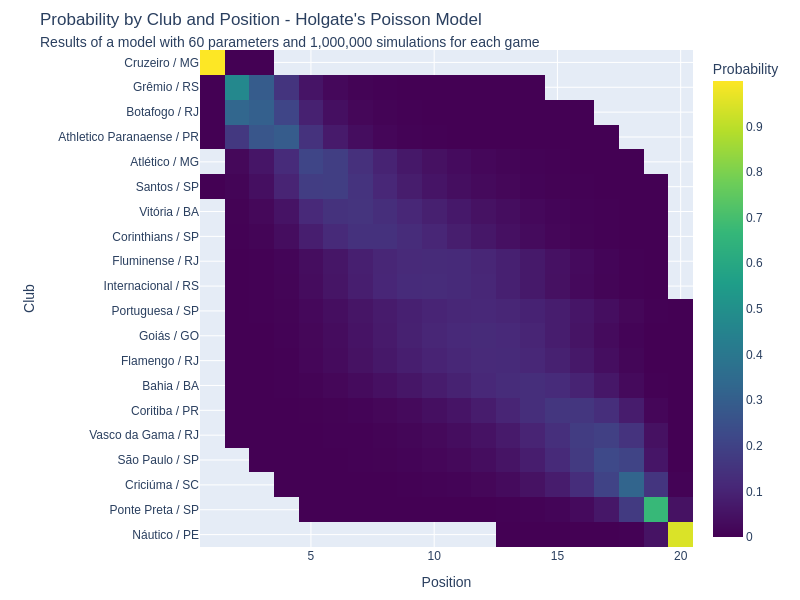 Probability by Club and Position - Holgate's Poisson Model
Results of a model with 60 parameters and 1,000,000 simulations for each game
Probability
Club
Cruzeiro / MG
Grêmio / RS
Botafogo / RJ
Athletico Paranaense / PR
Atlético / MG
Santos / SP
Vitória / BA
Corinthians / SP
Fluminense / RJ
Internacional / RS
Portuguesa / SP
Goiás / GO
Flamengo / RJ
Bahia / BA
Coritiba / PR
Vasco da Gama / RJ
São Paulo / SP
Criciúma / SC
Ponte Preta / SP
Náutico / PE
0.9
0.8
0.7
0.6
0.5
0.4
0.3
0.2
0.1
0
5 10 15 20
Position